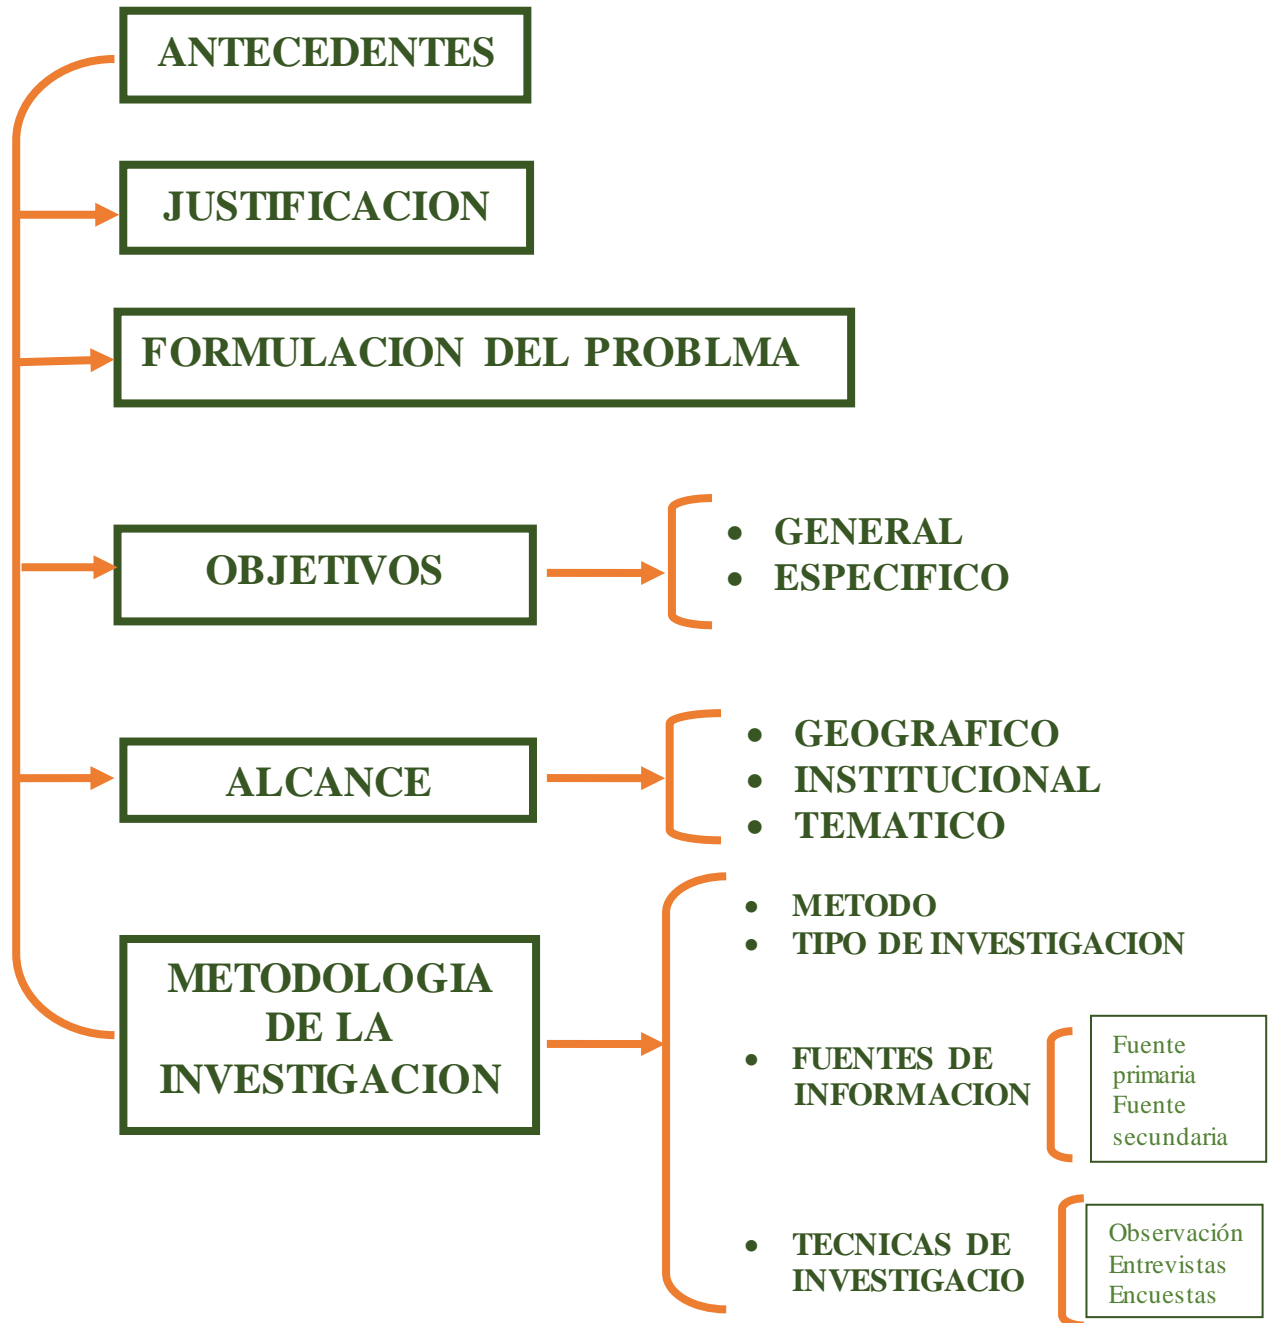 ANTECEDENTES
JUSTIFICACION
FORMULACION DEL PROBLMA
OBJETIVOS
• GENERAL
• ESPECIFICO
ALCANCE
• GEOGRAFICO
• INSTITUCIONAL
• TEMATICO
METODOLOGIA
DE LA
INVESTIGACION
• METODO
• TIPO DE INVESTIGACION
• FUENTES DE
INFORMACION
Fuente
primaria
Fuente
secundaria
• TECNICAS DE
INVESTIGACIO
Observación
Entrevistas
Encuestas